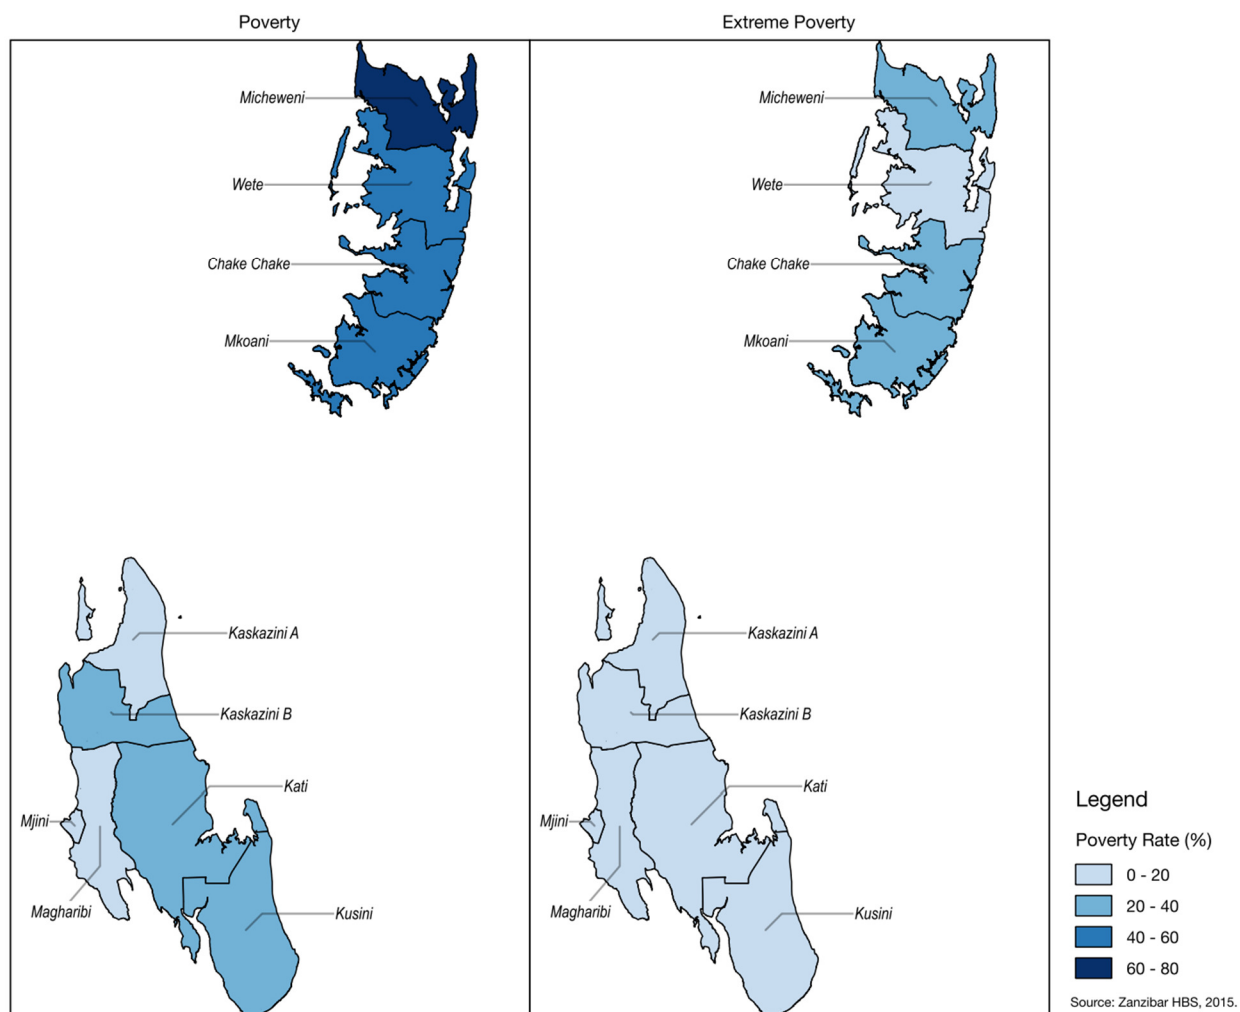 Poverty
Extreme Poverty
Micheweni
Micheweni
Wete
Wete
Chake Chake
Chake Chake
Mkoani
Mkoani
Kaskazini A
Kaskazini A
Kaskazini B
Kaskazini B
Kati
Kati
Mjini
Mjini
Magharibi
Magharibi
Kusini
Kusini
Legend
Poverty Rate (%)
0 - 20
20 - 40
40 - 60
60 - 80
Source: Zanzibar HBS, 2015.